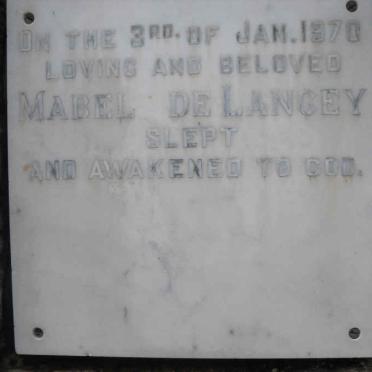 ON THE 3RD. OF JAN. 1970
LOVING AND BELOVED
MABEL DE LANCEY
SLEPT
AND AWAKENED TO GOD.